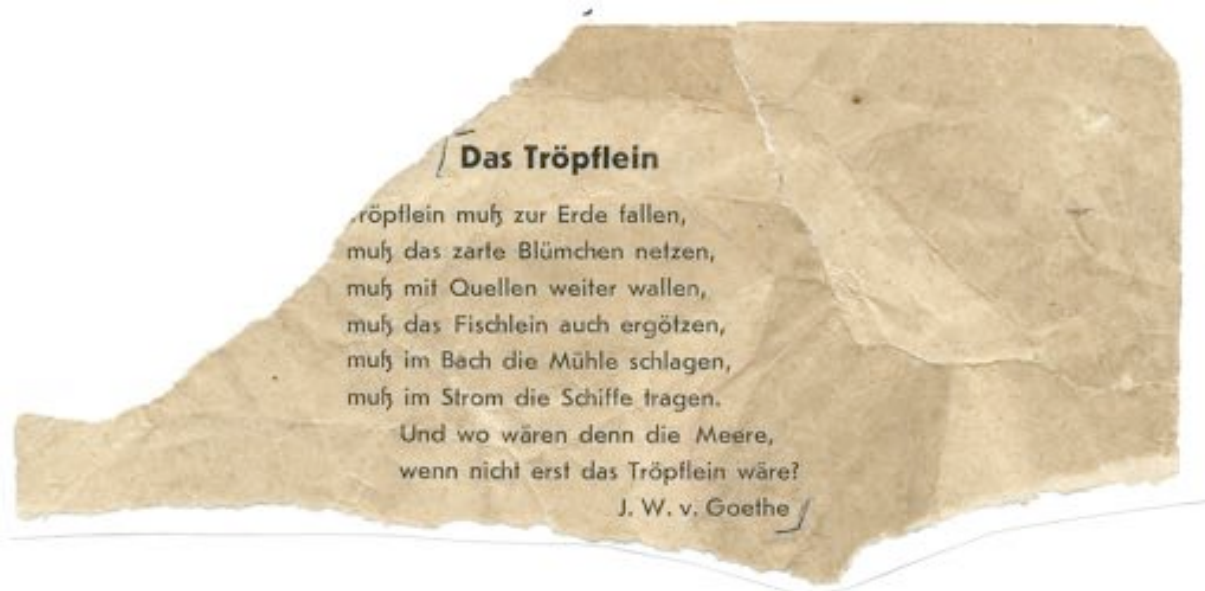 Das Tröpflein
röpflein muß zur Erde fallen,
muß das zarte Blümchen netzen,
muß mit Quellen weiter wallen,
muß das Fischlein auch ergötzen,
muß im Bach die Mühle schlagen,
muß im Strom die Schiffe tragen.
Und wo wären denn die Meere,
wenn nicht erst das Tröpflein wäre?
J. W. v. Goethe